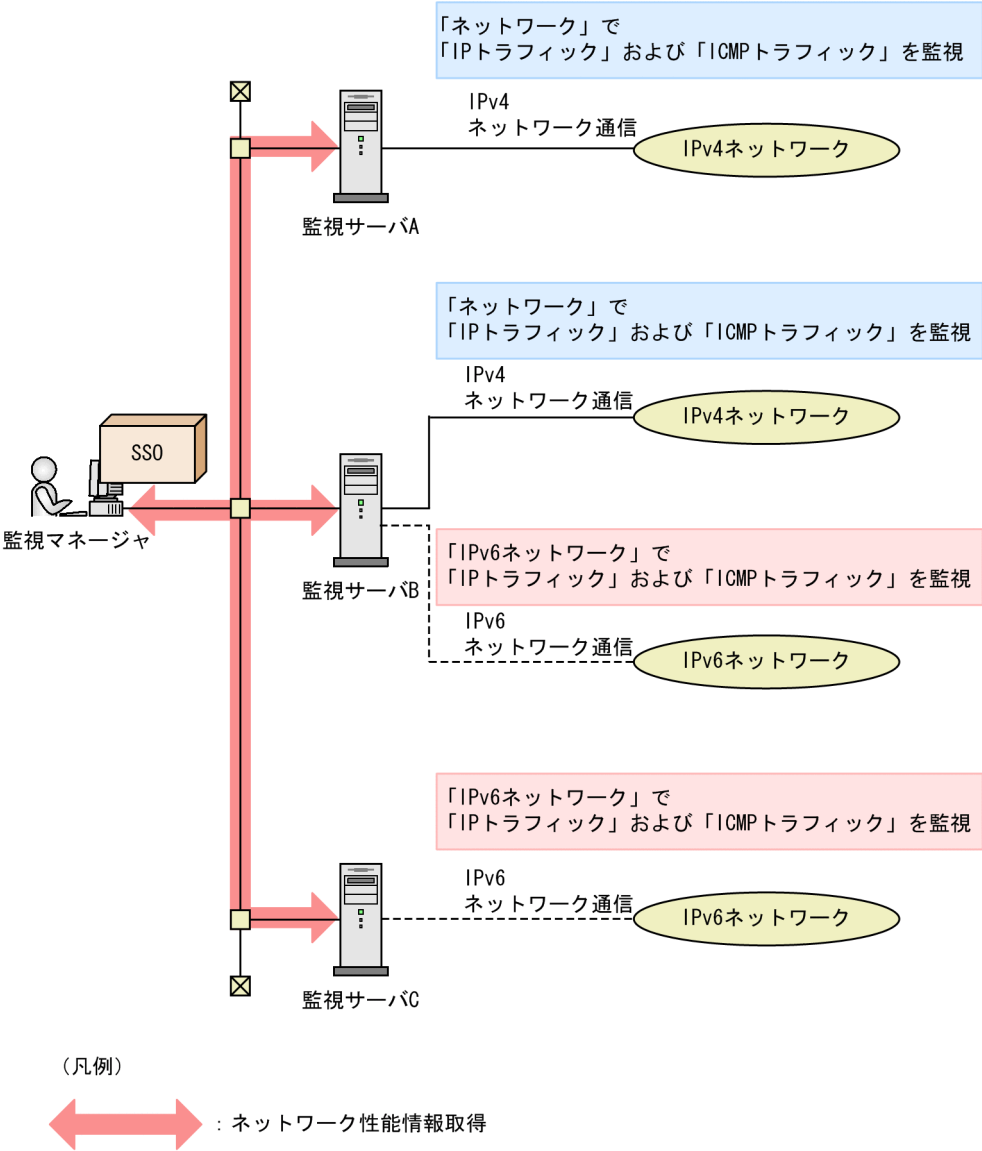 「ネットワーク」で
「IPトラフィック」および「ICMPトラフィック」を監視
IPv4
ネットワーク通信
IPv4ネットワーク
監視サーバA
「ネットワーク」で
「IPトラフィック」および「ICMPトラフィック」を監視
IPv4
ネットワーク通信
IPv4ネットワーク
SSO
監視マネージャ
監視サーバB
「IPv6ネットワーク」で
「IPトラフィック」および「ICMPトラフィック」を監視
IPv6
ネットワーク通信
IPv6ネットワーク
「IPv6ネットワーク」で
「IPトラフィック」および「ICMPトラフィック」を監視
IPv6
ネットワーク通信
IPv6ネットワーク
監視サーバC
（凡例）
：ネットワーク性能情報取得